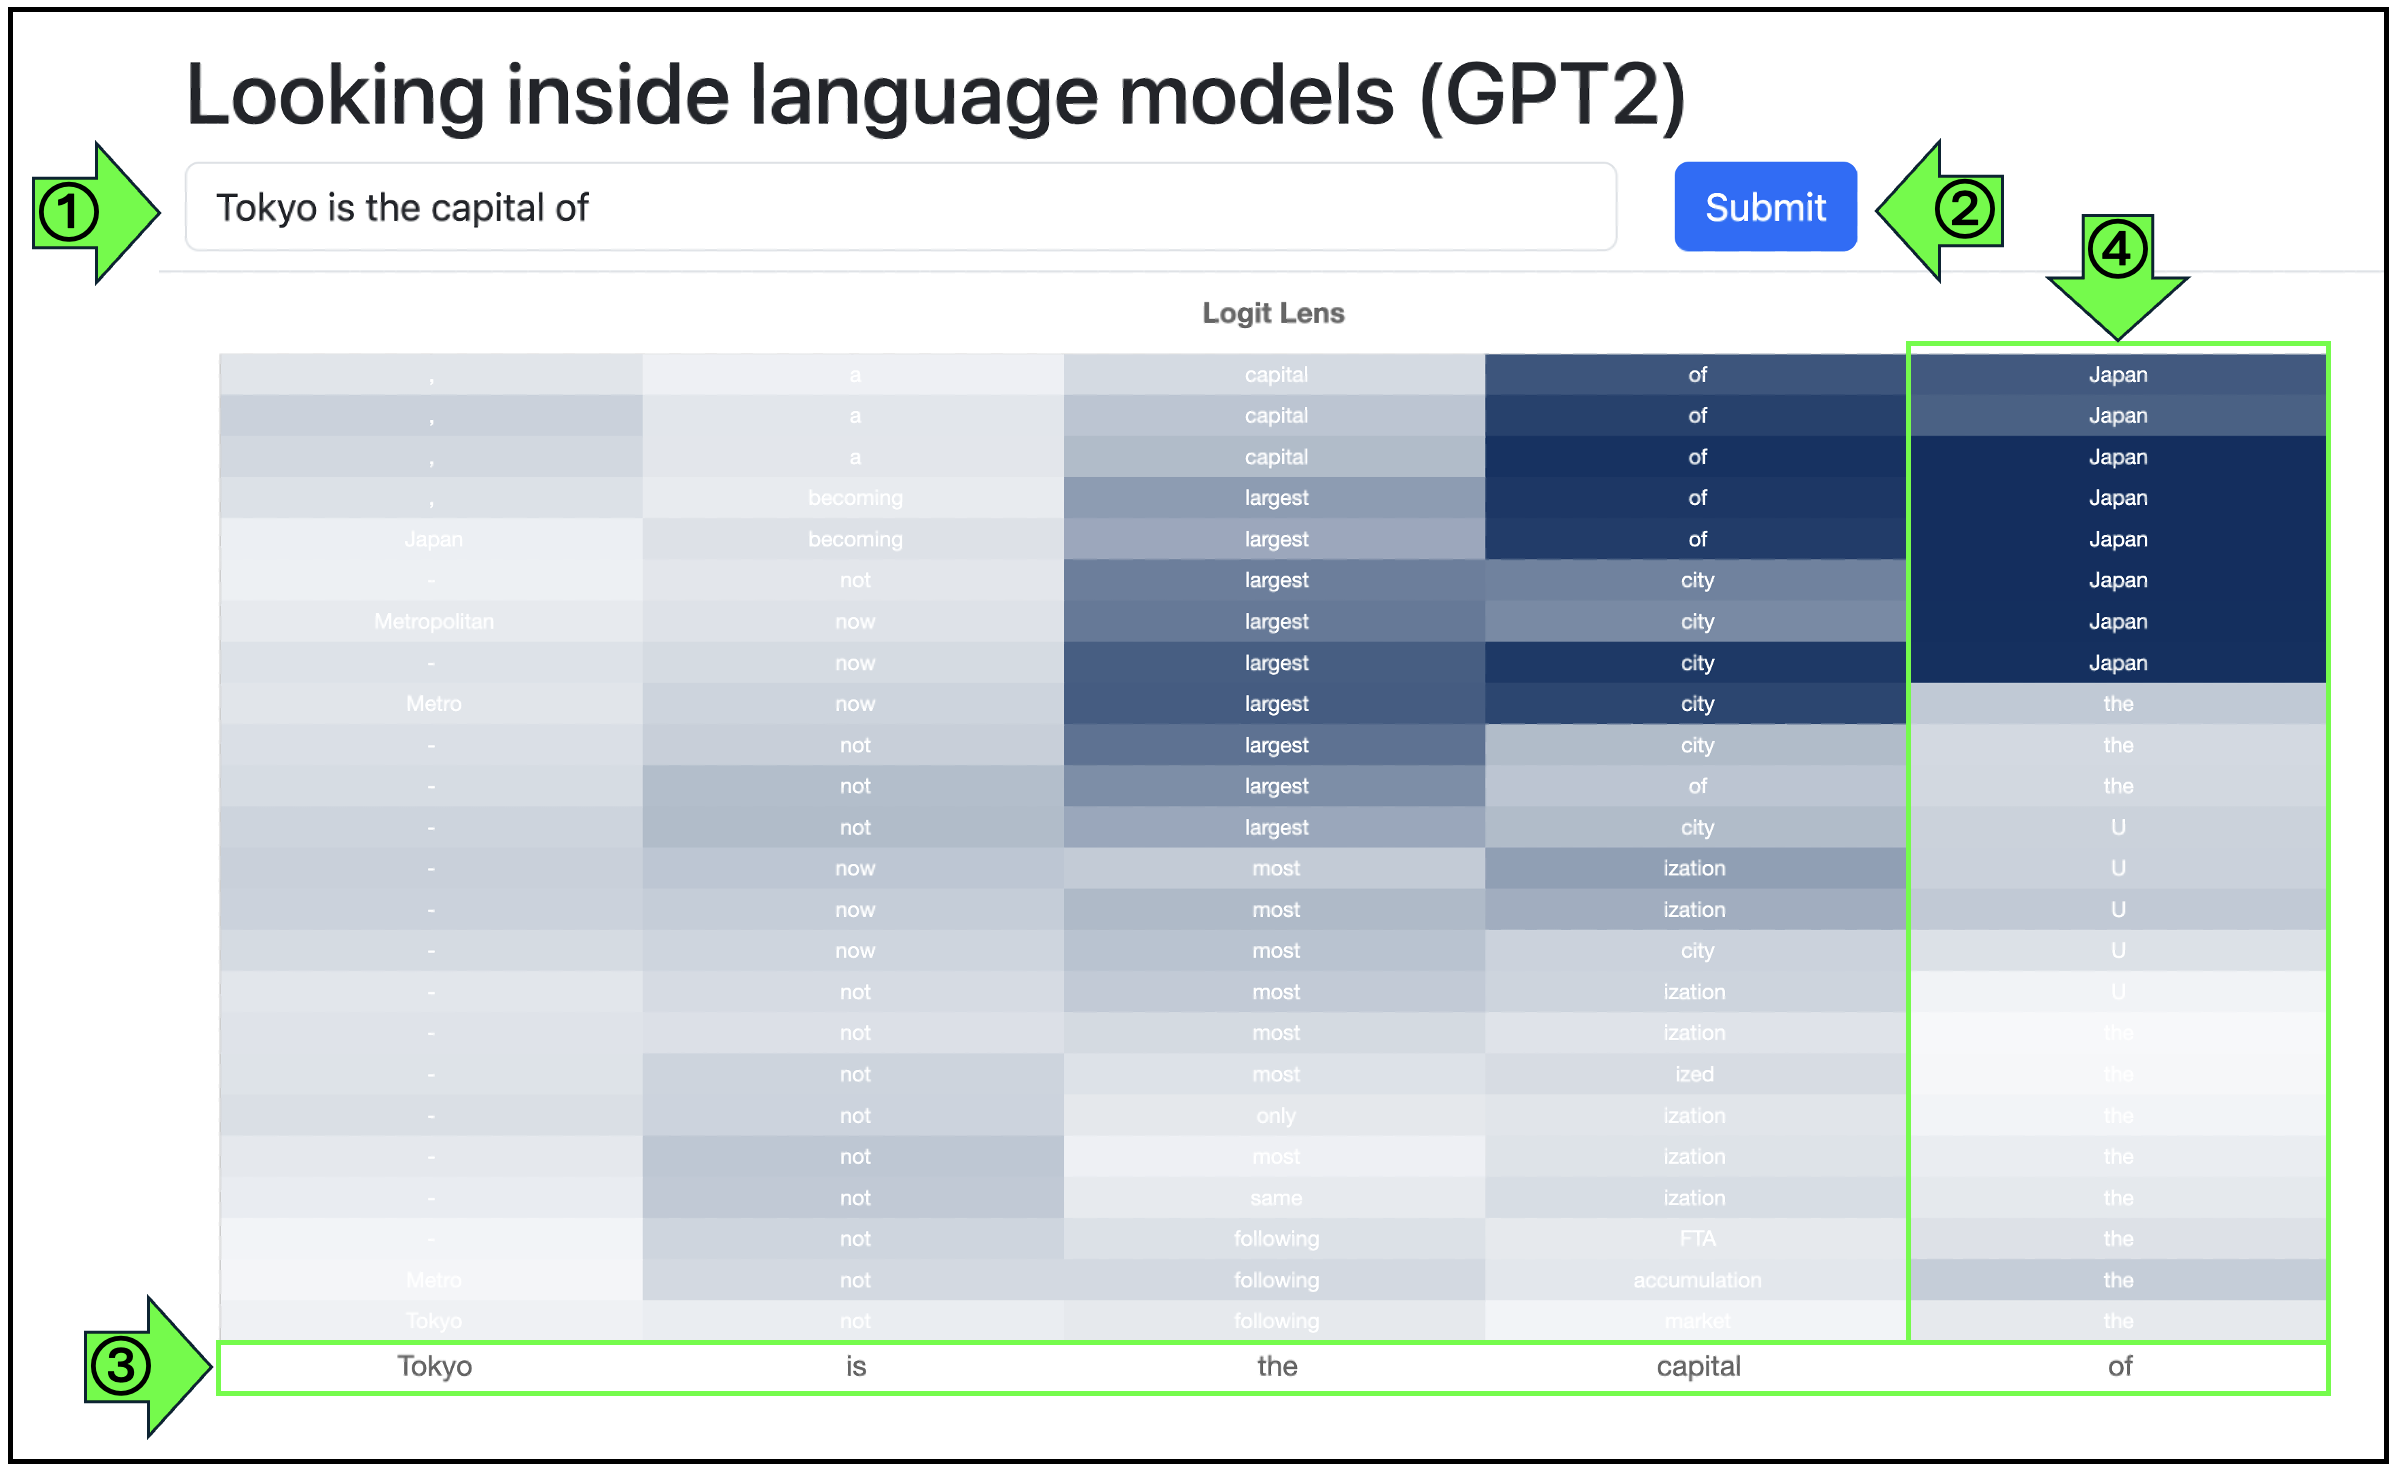 Looking inside language models (GPT2)
① Tokyo is the capital of Submit ②
④
Logit Lens
, a capital of Japan
, a capital of Japan
, a capital of Japan
, becoming largest of Japan
Japan becoming largest of Japan
- not largest city Japan
Metropolitan now largest city Japan
- now largest city Japan
Metro now largest city the
- not largest city the
- not largest of the
- not largest city U
- now most ization U
- now most ization U
- now most city U
- not most ization U
- not most ization the
- not most ized the
- not only ization the
- not most ization the
- not same ization the
- not following FTA the
Metro not following accumulation the
Tokyo not following market the
③ Tokyo is the capital of